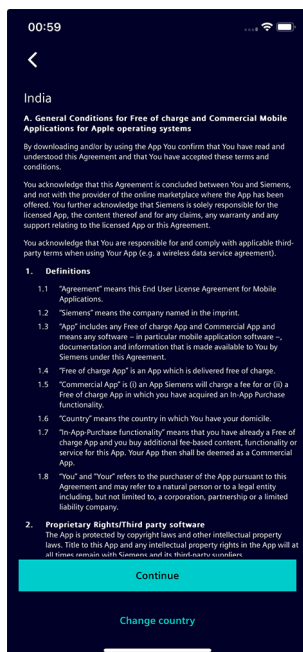 00:59
India
A. General Conditions for Free of charge and Commercial Mobile
Applications for Apple operating systems
By downloading and/or by using the App You confirm that You have read and
understood this Agreement and that You have accepted these terms and
conditions.
You acknowledge that this Agreement is concluded between You and Siemens,
and not with the provider of the online marketplace where the App has been
offered. You further acknowledge that Siemens is solely responsible for the
licensed App, the content thereof and for any claims, any warranty and any
support relating to the licensed App or this Agreement.
You acknowledge that You are responsible for and comply with applicable third-
party terms when using Your App (e.g. a wireless data service agreement).
1. Definitions
1.1 “Agreement” means this End User License Agreement for Mobile
Applications.
1.2 “Siemens” means the company named in the imprint.
1.3 “App” includes any Free of charge App and Commercial App and
means any software – in particular mobile application software –,
documentation and information that is made available to You by
Siemens under this Agreement.
1.4 “Free of charge App” is an App which is delivered free of charge.
1.5 “Commercial App” is (i) an App Siemens will charge a fee for or (ii) a
Free of charge App in which you have acquired an In-App Purchase
functionality.
1.6 “Country” means the country in which You have your domicile.
1.7 “In-App-Purchase functionality” means that you have already a Free of
charge App and you buy additional fee-based content, functionality or
service for this App. Your App then shall be deemed as a Commercial
App.
1.8 “You” and “Your” refers to the purchaser of the App pursuant to this
Agreement and may refer to a natural person or to a legal entity
including, but not limited to, a corporation, partnership or a limited
liability company.
2. Proprietary Rights/Third party software
The App is protected by copyright laws and other intellectual property
laws. Title to this App and any intellectual property rights in the App will at
all times remain with Siemens and its third-party suppliers.
Continue
Change country